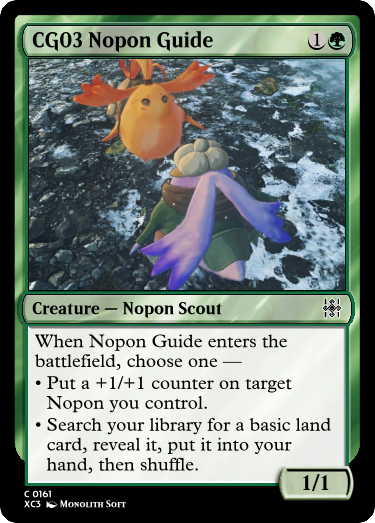 CG03 Nopon Guide 1
Creature — Nopon Scout
When Nopon Guide enters the
battlefield, choose one —
• Put a +1/+1 counter on target
Nopon you control.
• Search your library for a basic land
card, reveal it, put it into your
hand, then shuffle.
1/1
C 0161
XC3 Monolith Soft